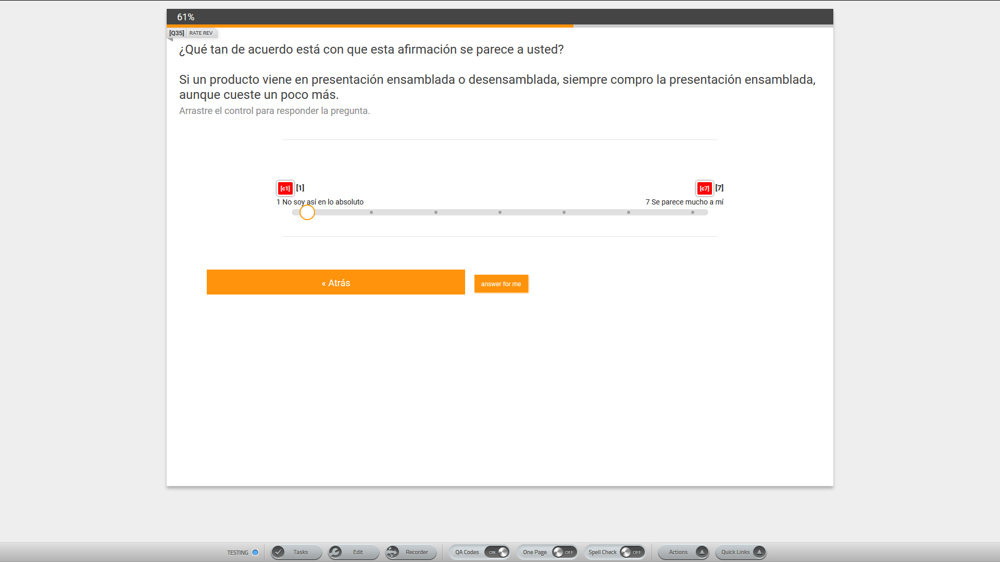 61%
[Q35] RATE REV
¿Qué tan de acuerdo está con que esta afirmación se parece a usted?
Si un producto viene en presentación ensamblada o desensamblada, siempre compro la presentación ensamblada,
aunque cueste un poco más.
Arrastre el control para responder la pregunta.
[c1] [1] [c7] [7]
1 No soy así en lo absoluto 7 Se parece mucho a mí
« Atrás answer for me
TESTING Tasks Edit Recorder QA Codes ON One Page OFF Spell Check OFF Actions Quick Links